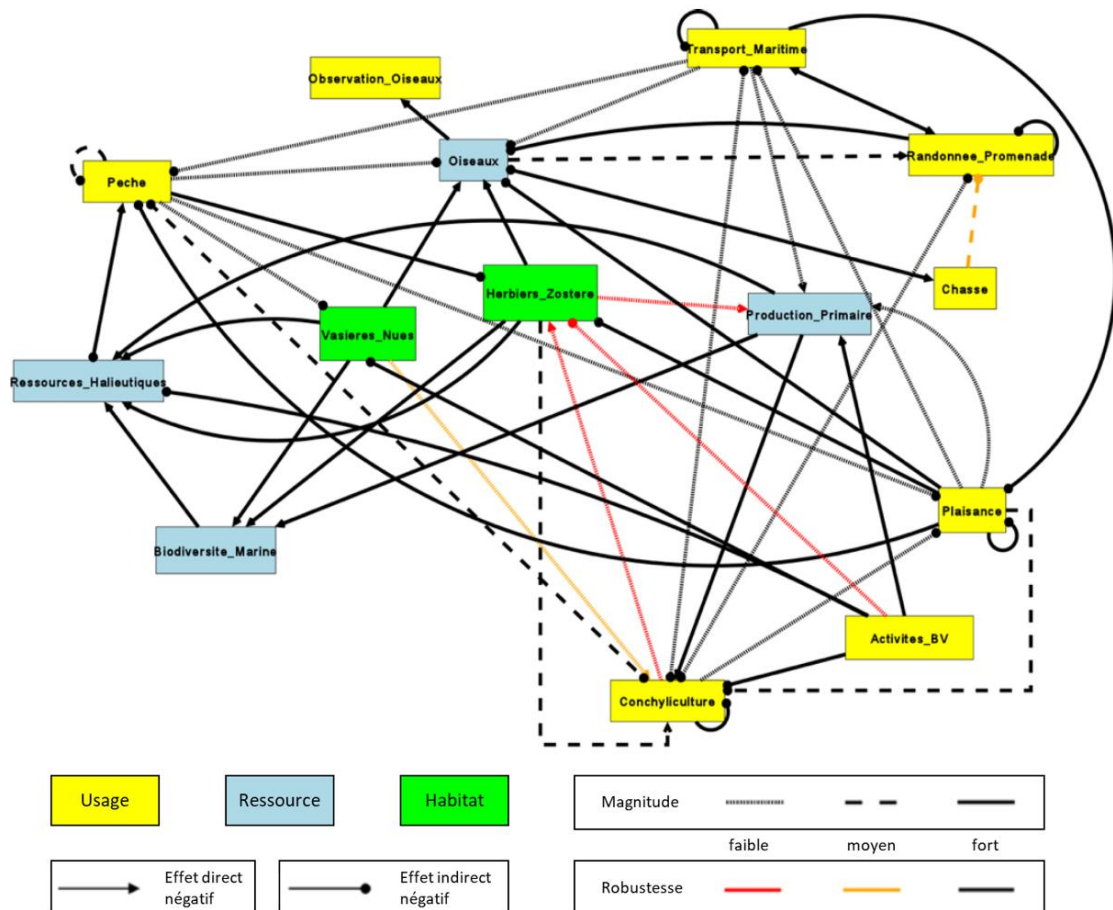 Transport_Maritime
Observation_Oiseaux
Oiseaux
Randonnee_Promenade
Peche
Chasse
Herbiers_Zostere
Production_Primaire
Vasieres_Nues
Ressources_Halieutiques
Plaisance
Biodiversite_Marine
Activites_BV
Conchyliculture
Usage
Ressource
Habitat
Magnitude
faible
moyen
fort
Effet direct
négatif
Effet indirect
négatif
Robustesse